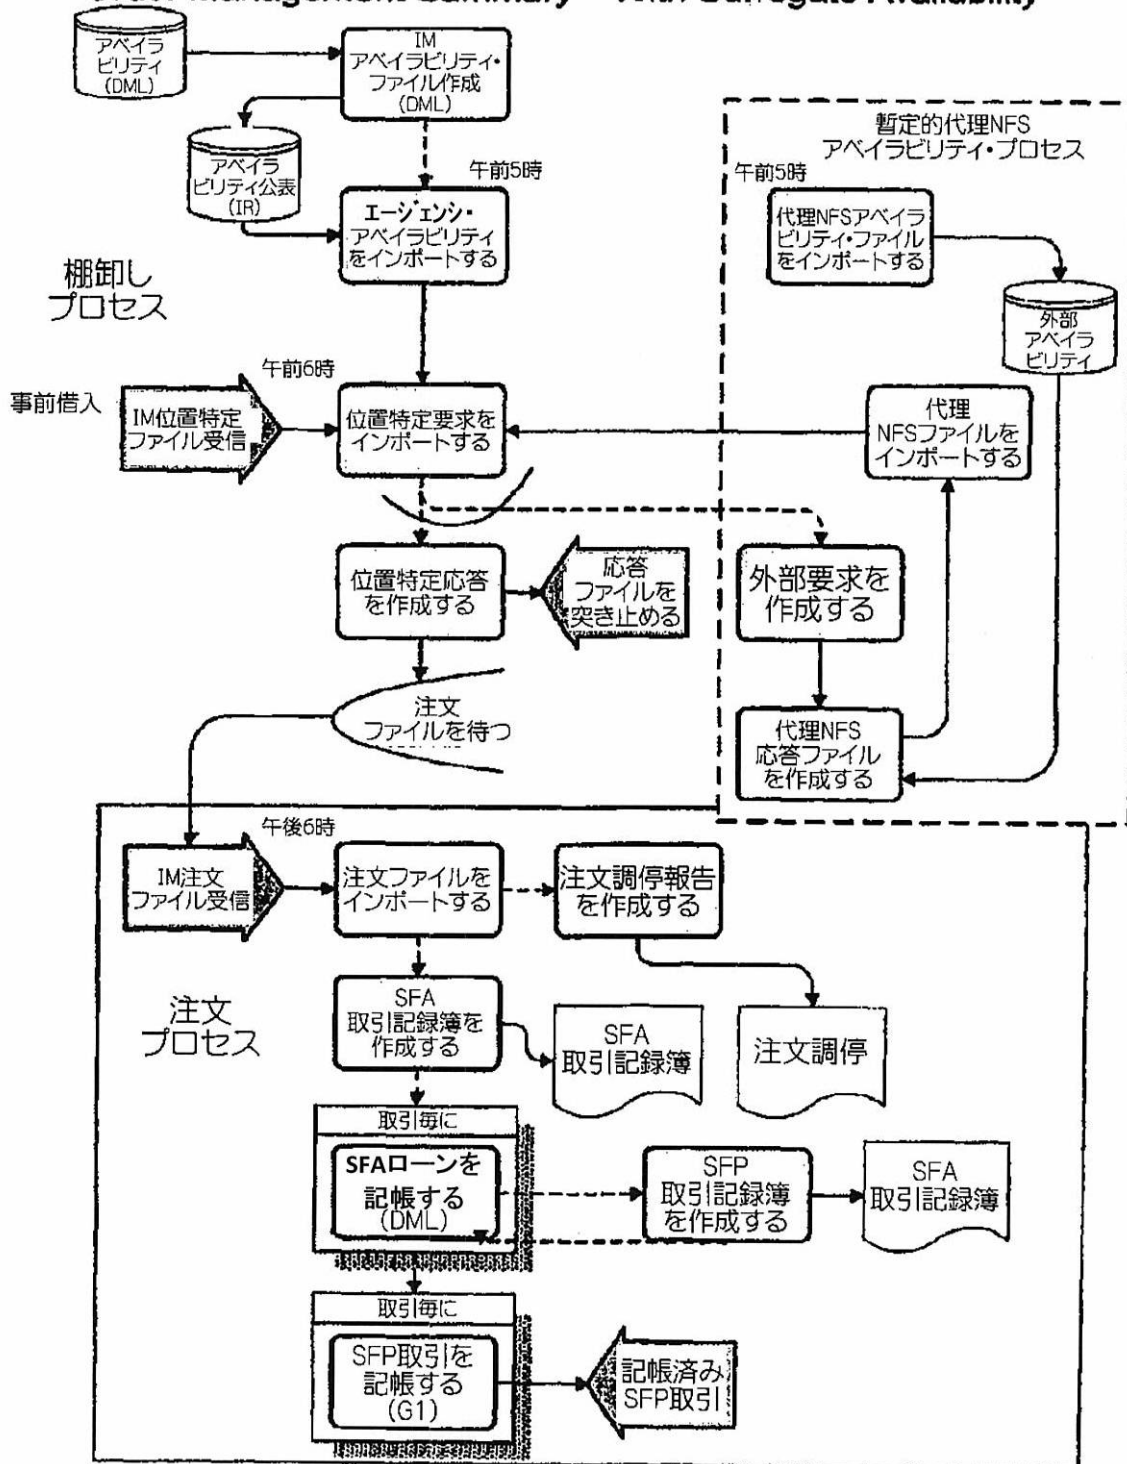 アベイラ
ビリティ
(DML)
IM
アベイラビリティ・
ファイル作成
(DML)
アベイラ
ビリティ公表
(IR)
午前5時
エージェンシ・
アベイラビリティ
をインポートする
暫定的代理NFS
アベイラビリティ・プロセス
午前5時
代理NFSアベイラ
ビリティ・ファイル
をインポートする
外部
アベイラ
ビリティ
棚卸し
プロセス
事前借入
午前6時
IM位置特定
ファイル受信
位置特定要求を
インポートする
代理
NFSファイルを
インポートする
位置特定応答
を作成する
応答
ファイルを
突き止める
外部要求を
作成する
注文
ファイルを待つ
代理NFS
応答ファイル
を作成する
午後6時
IM注文
ファイル受信
注文ファイルを
インポートする
注文調停報告
を作成する
注文
プロセス
SFA
取引記録簿を
作成する
SFA
取引記録簿
注文調停
取引毎に
SFAローンを
記帳する
(DML)
SFP
取引記録簿
を作成する
SFA
取引記録簿
取引毎に
SFP取引を
記帳する
(G1)
記帳済み
SFP取引